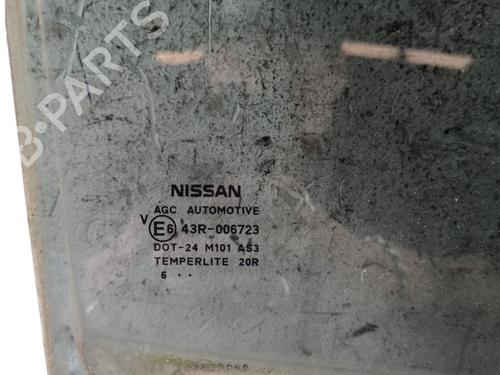 B-PARTS
NISSAN
AGC AUTOMOTIVE
V E6 43R-006723
DOT-24 M101 AS3
TEMPERLITE 20R
6 · ·